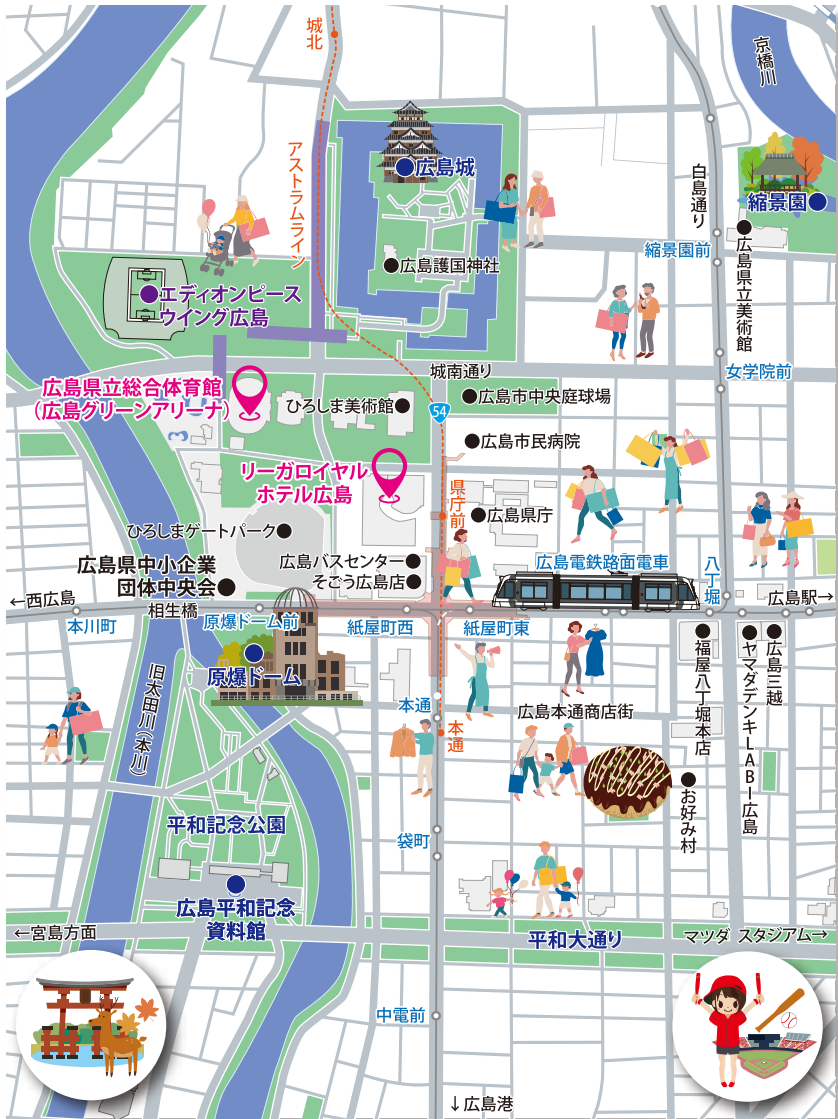 城北
京橋川
アストラムライン
広島城
白島通り
縮景園
縮景園前
広島県立美術館
広島護国神社
エディオンピース
ウイング広島
城南通り
女学院前
広島県立総合体育館
(広島グリーンアリーナ)
ひろしま美術館
54
広島市中央庭球場
広島市民病院
リーガロイヤル
ホテル広島
県庁前
広島県庁
ひろしまゲートパーク
広島バスセンター
広島電鉄路面電車
八丁堀
広島県中小企業
団体中央会
そごう広島店
←西広島
相生橋
広島駅→
本川町
原爆ドーム前
紙屋町西
紙屋町東
原爆ドーム
旧太田川(本川)
福屋八丁堀本店
ヤマダデンキLABI広島
広島三越
本通
本通
広島本通商店街
お好み村
平和記念公園
袋町
広島平和記念
資料館
←宮島方面
平和大通り
マツダ スタジアム→
中電前
↓広島港